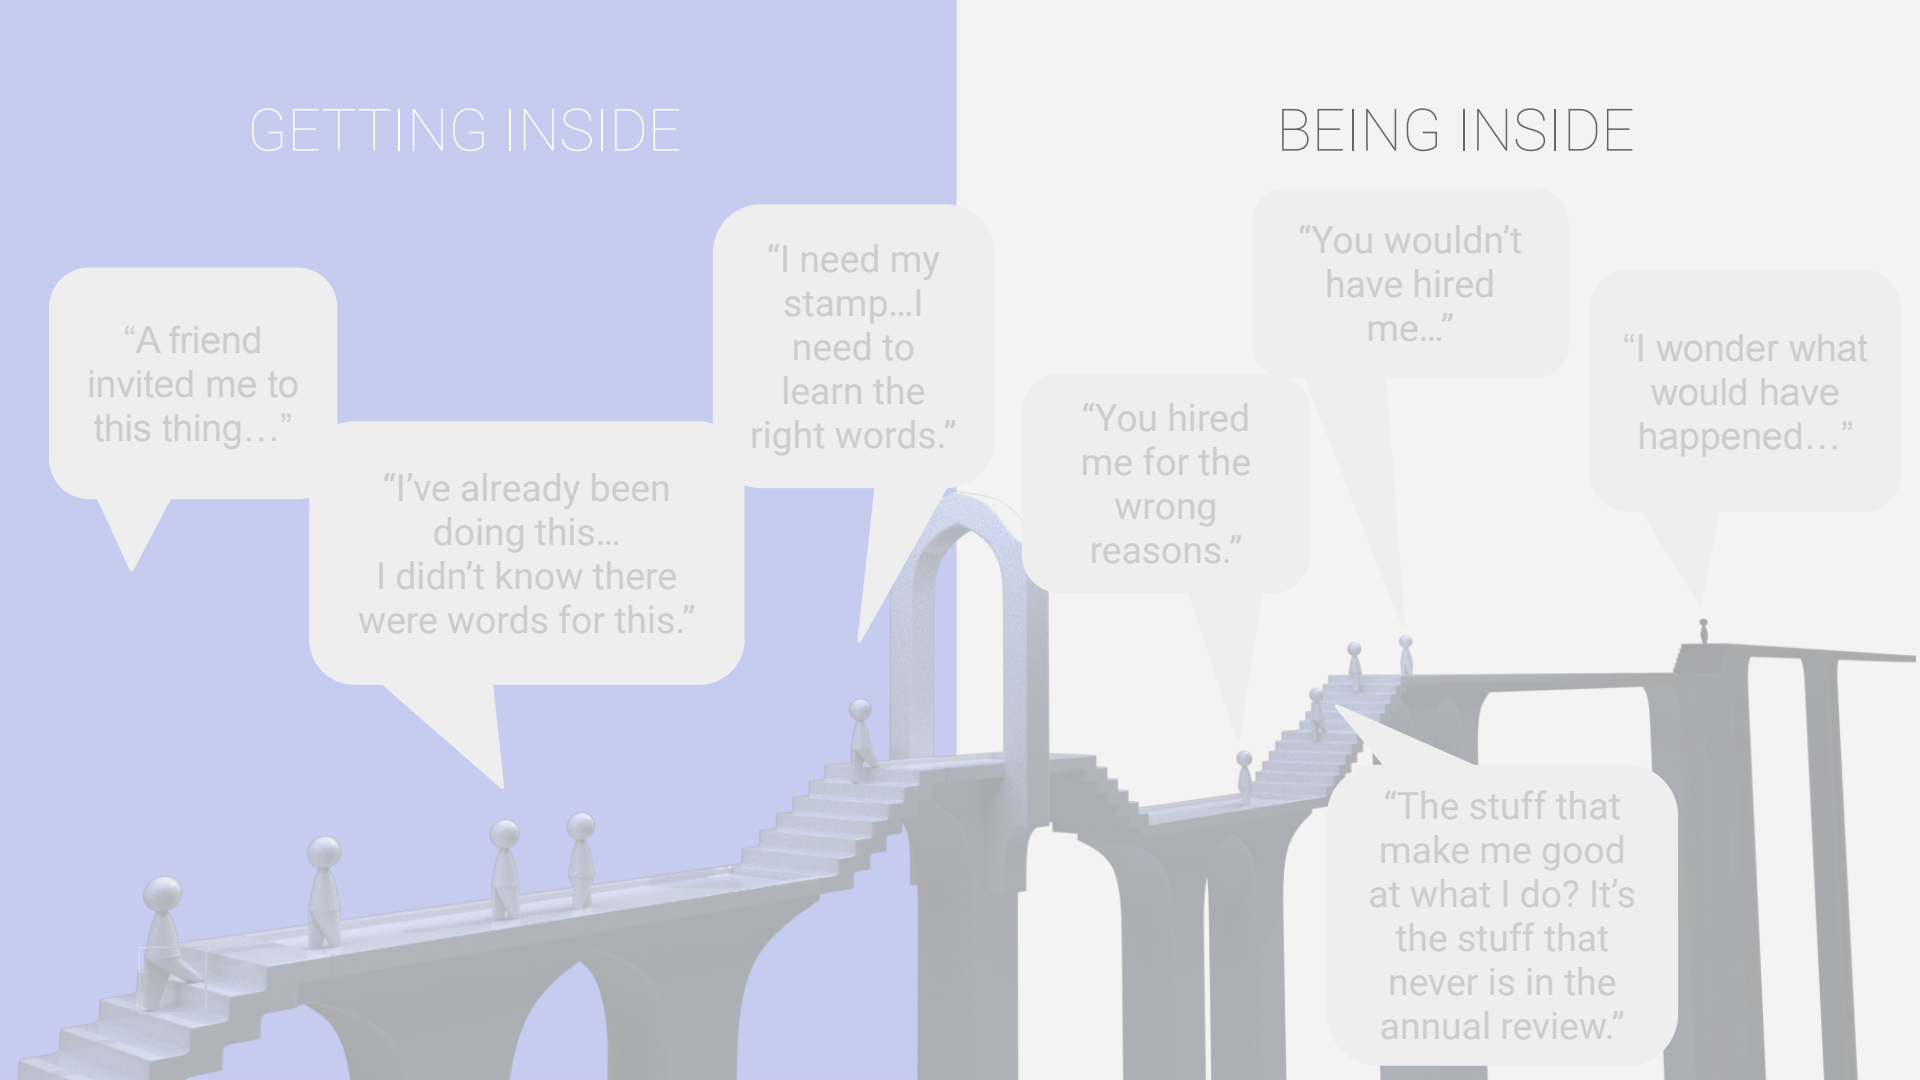 GETTING INSIDE
BEING INSIDE
“A friend
invited me to
this thing...”
“I’ve already been
doing this...
I didn’t know there
were words for this.”
“I need my
stamp...I
need to
learn the
right words.”
“You hired
me for the
wrong
reasons.”
“You wouldn’t
have hired
me...”
“I wonder what
would have
happened...”
“The stuff that
make me good
at what I do? It’s
the stuff that
never is in the
annual review.”